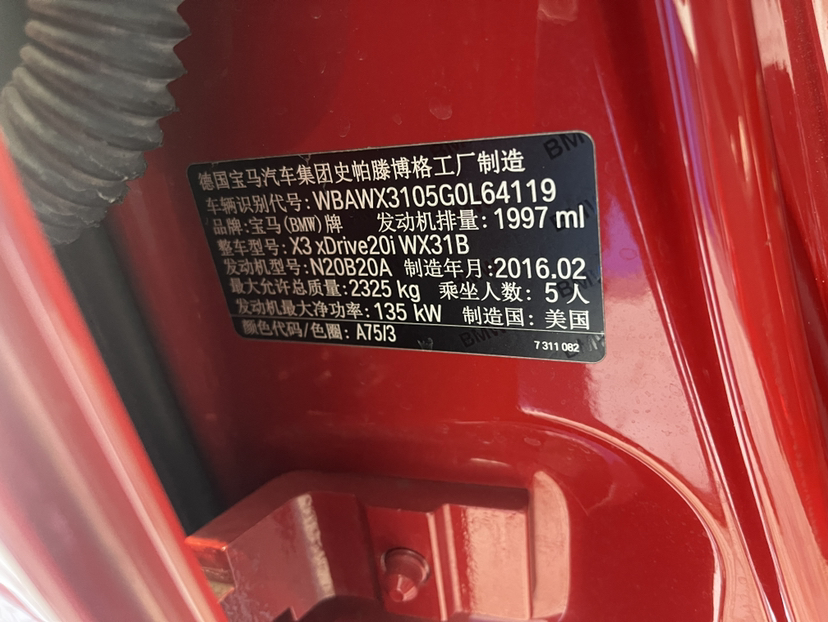 德国宝马汽车集团史帕滕博格工厂制造
车辆识别代号: WBAWX3105G0L64119
品牌: 宝马(BMW)牌 发动机排量: 1997 ml
整车型号: X3 xDrive20i WX31B
发动机型号: N20B20A 制造年月: 2016.02
最大允许总质量: 2325 kg 乘坐人数: 5人
发动机最大净功率: 135 kW 制造国: 美国
颜色代码/色圈: A75/3
7 311 082